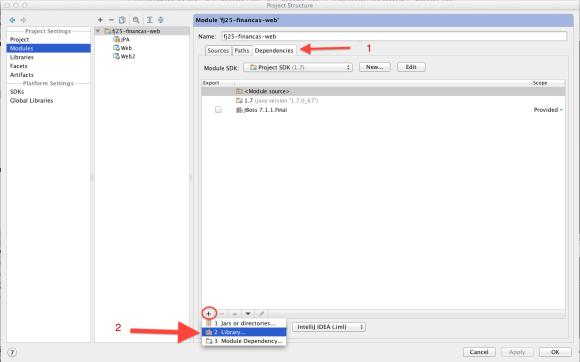 Project Structure
Module 'fj25-financas-web'
Project Settings
Project
Modules
Libraries
Facets
Artifacts
Platform Settings
SDKs
Global Libraries
fj25-financas-web
JPA
Web
Web2
Name: fj25-financas-web
Sources Paths Dependencies
1
Module SDK: Project SDK (1.7) New... Edit
Export Scope
<Module source>
1.7 (java version "1.7.0_67")
JBoss 7.1.1.Final Provided
1 Jars or directories...
2
2 Library...
3 Module Dependency...
IntelliJ IDEA (.iml)
? Cancel Apply OK